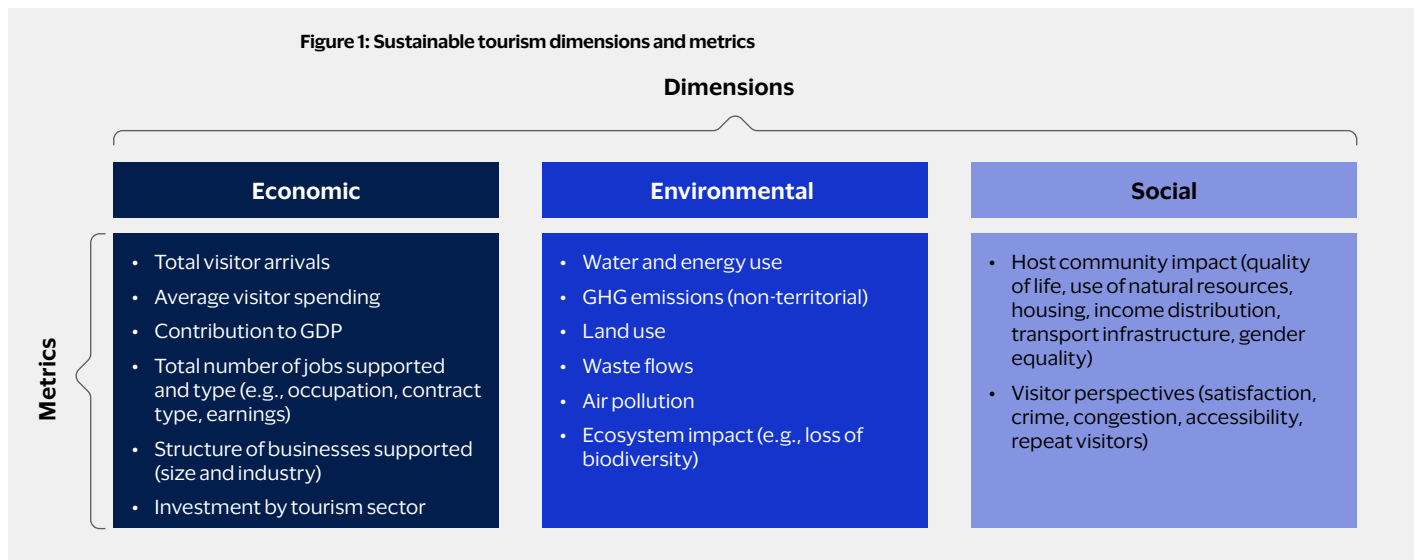 Figure 1: Sustainable tourism dimensions and metrics
Dimensions
Metrics
Economic
• Total visitor arrivals
• Average visitor spending
• Contribution to GDP
• Total number of jobs supported
and type (e.g., occupation, contract
type, earnings)
• Structure of businesses supported
(size and industry)
• Investment by tourism sector
Environmental
• Water and energy use
• GHG emissions (non-territorial)
• Land use
• Waste flows
• Air pollution
• Ecosystem impact (e.g., loss of
biodiversity)
Social
• Host community impact (quality
of life, use of natural resources,
housing, income distribution,
transport infrastructure, gender
equality)
• Visitor perspectives (satisfaction,
crime, congestion, accessibility,
repeat visitors)